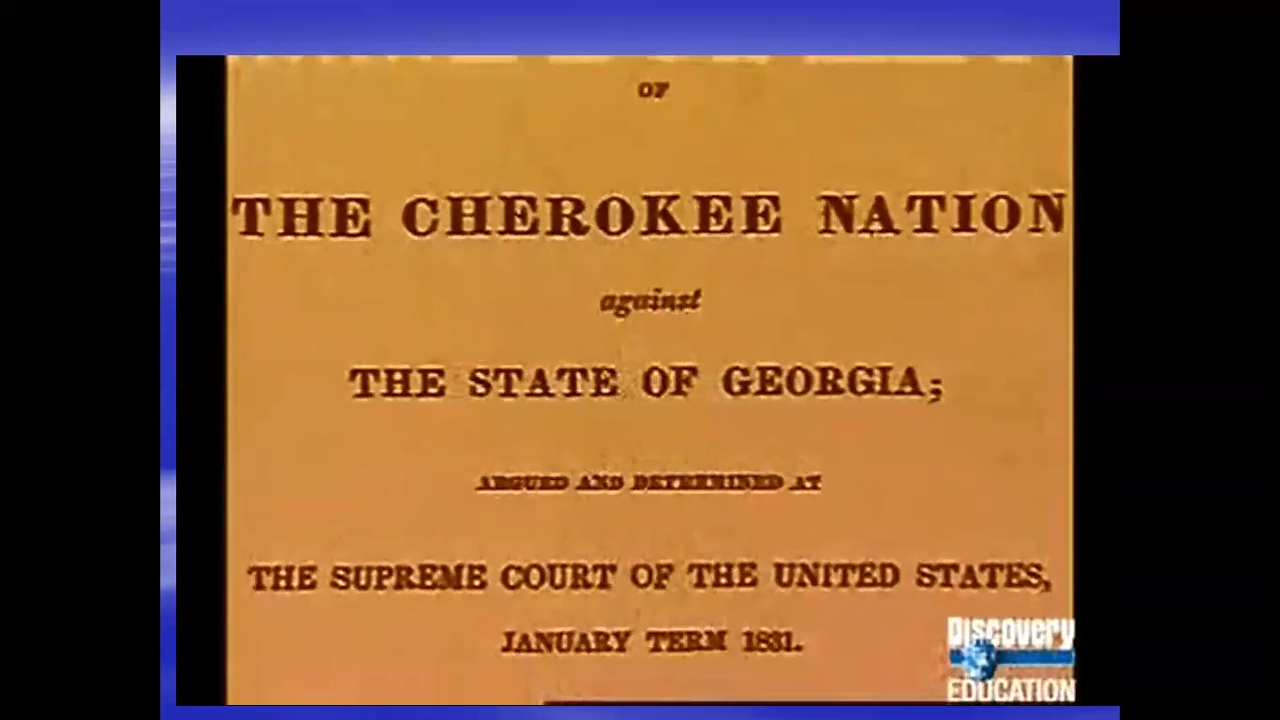 OF
THE CHEROKEE NATION
against
THE STATE OF GEORGIA;
ARGUED AND DETERMINED AT
THE SUPREME COURT OF THE UNITED STATES,
JANUARY TERM 1831.
Discovery
EDUCATION